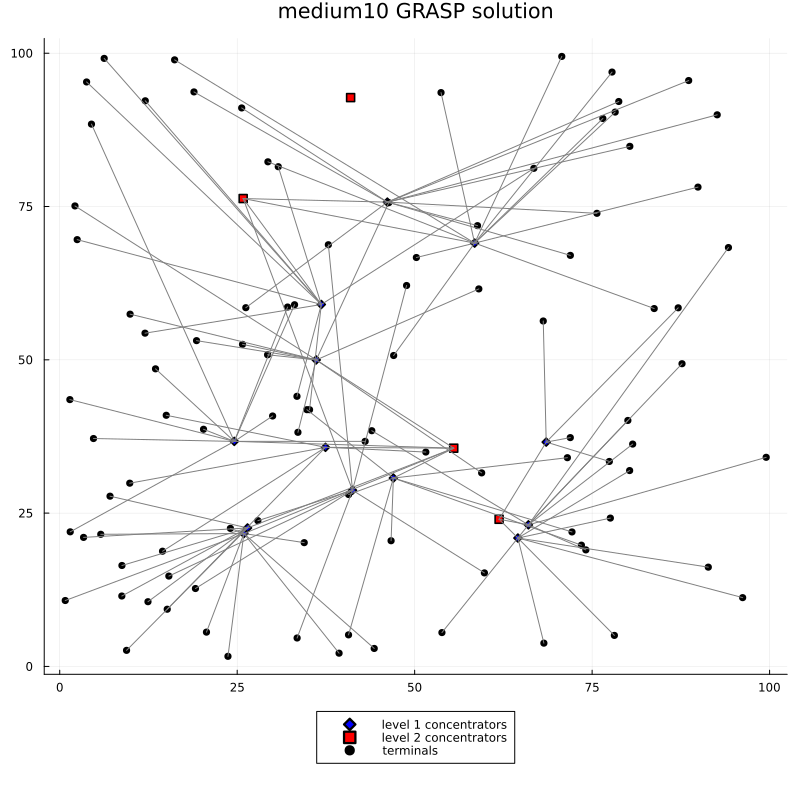 medium10 GRASP solution
100
75
50
25
0
0 25 50 75 100
level 1 concentrators
level 2 concentrators
terminals